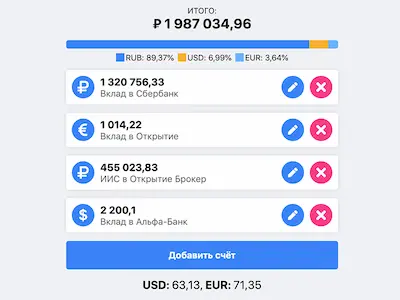 ИТОГО:
₽ 1 987 034,96
RUB: 89,37% USD: 6,99% EUR: 3,64%
₽ 1 320 756,33
Вклад в Сбербанк
€ 1 014,22
Вклад в Открытие
₽ 455 023,83
ИИС в Открытие Брокер
$ 2 200,1
Вклад в Альфа-Банк
Добавить счёт
USD: 63,13, EUR: 71,35